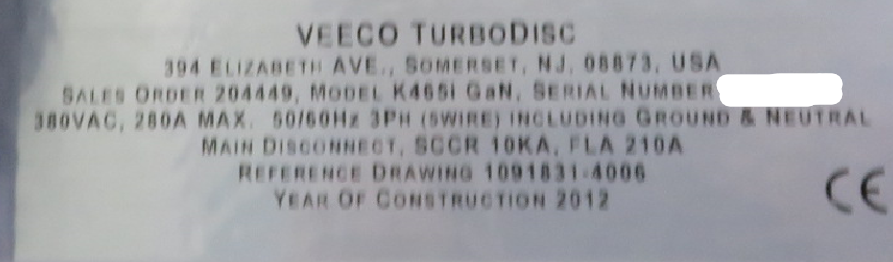 VEECO TURBODISC
394 ELIZABETH AVE., SOMERSET, NJ, 08873, USA
SALES ORDER 204449, MODEL K465I GAN, SERIAL NUMBER
380VAC, 280A MAX. 50/60HZ 3PH (5WIRE) INCLUDING GROUND & NEUTRAL
MAIN DISCONNECT, SCCR 10KA, FLA 210A
REFERENCE DRAWING 1091831-4006
YEAR OF CONSTRUCTION 2012
CE